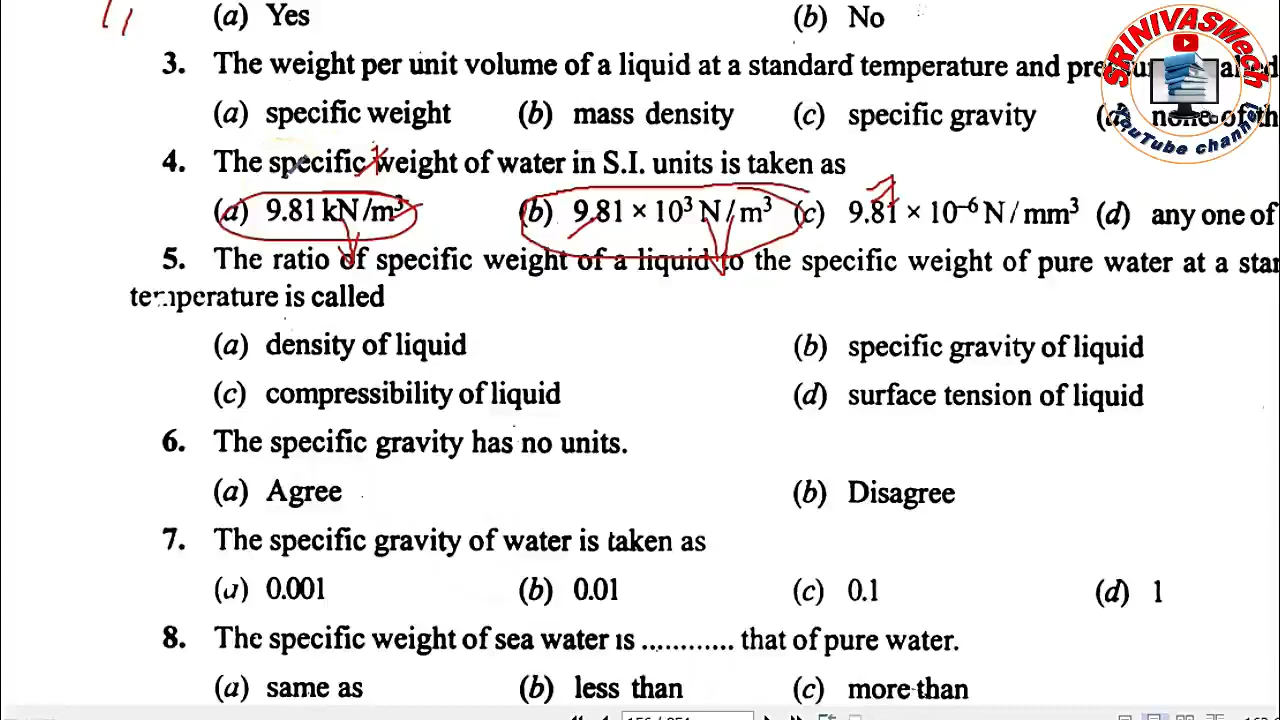 (a) Yes (b) No
3. The weight per unit volume of a liquid at a standard temperature and
(a) specific weight (b) mass density (c) specific gravity (d) none of th
4. The specific weight of water in S.I. units is taken as
(a) 9.81 kN/m³ (b) 9.81 × 10³ N/m³ (c) 9.81 × 10⁻⁶ N/mm³ (d) any one of
5. The ratio of specific weight of a liquid to the specific weight of pure water at a stan
temperature is called
(a) density of liquid (b) specific gravity of liquid
(c) compressibility of liquid (d) surface tension of liquid
6. The specific gravity has no units.
(a) Agree (b) Disagree
7. The specific gravity of water is taken as
(a) 0.001 (b) 0.01 (c) 0.1 (d) 1
8. The specific weight of sea water is ............ that of pure water.
(a) same as (b) less than (c) more than
SRINIVASMech
YouTube channel